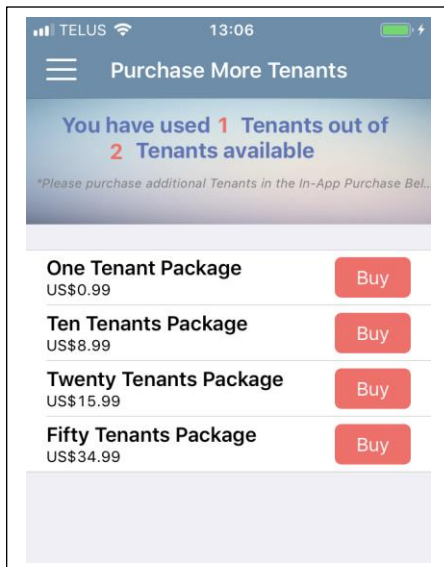 TELUS 13:06
Purchase More Tenants
You have used 1 Tenants out of
2 Tenants available
*Please purchase additional Tenants in the In-App Purchase Bel..
One Tenant Package
US$0.99
Buy
Ten Tenants Package
US$8.99
Buy
Twenty Tenants Package
US$15.99
Buy
Fifty Tenants Package
US$34.99
Buy